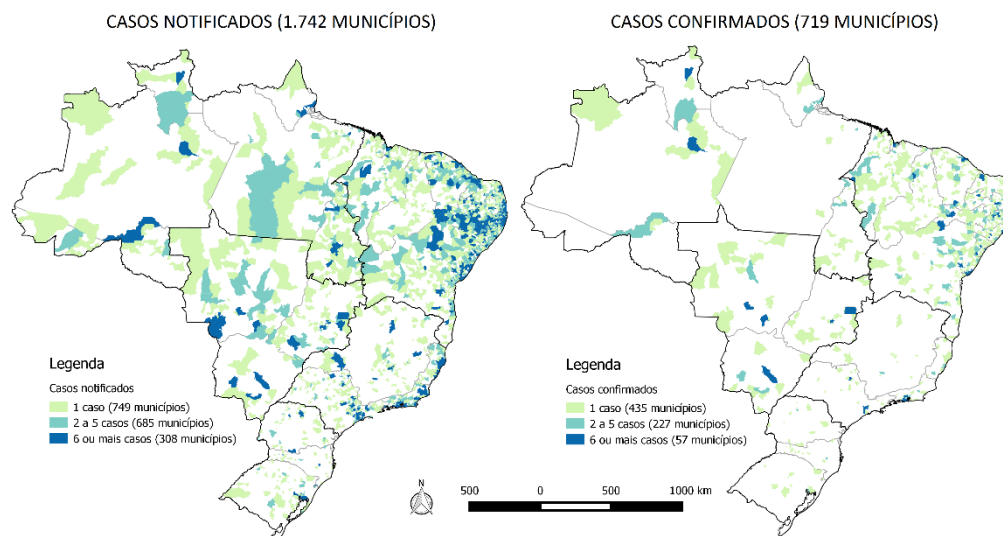 CASOS NOTIFICADOS (1.742 MUNICÍPIOS)
CASOS CONFIRMADOS (719 MUNICÍPIOS)
Legenda
Casos notificados
1 caso (749 municípios)
2 a 5 casos (685 municípios)
6 ou mais casos (308 municípios)
Legenda
Casos confirmados
1 caso (435 municípios)
2 a 5 casos (227 municípios)
6 ou mais casos (57 municípios)
N
500 0 500 1000 km